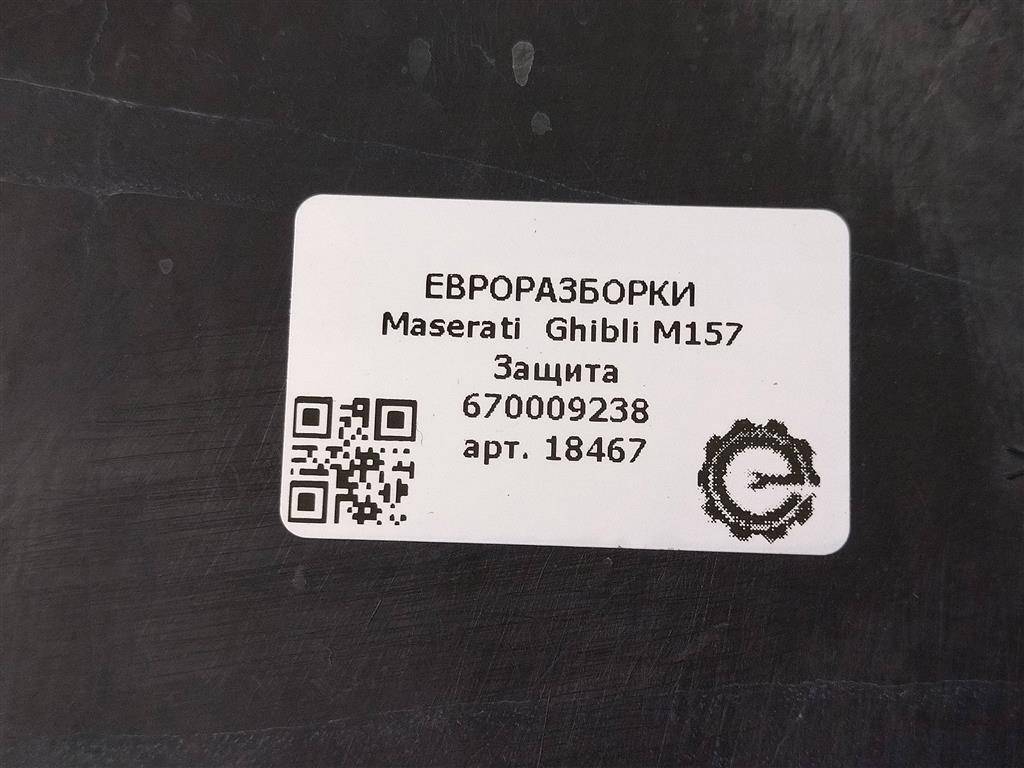 ЕВРОРАЗБОРКИ
Maserati Ghibli M157
Защита
670009238
арт. 18467